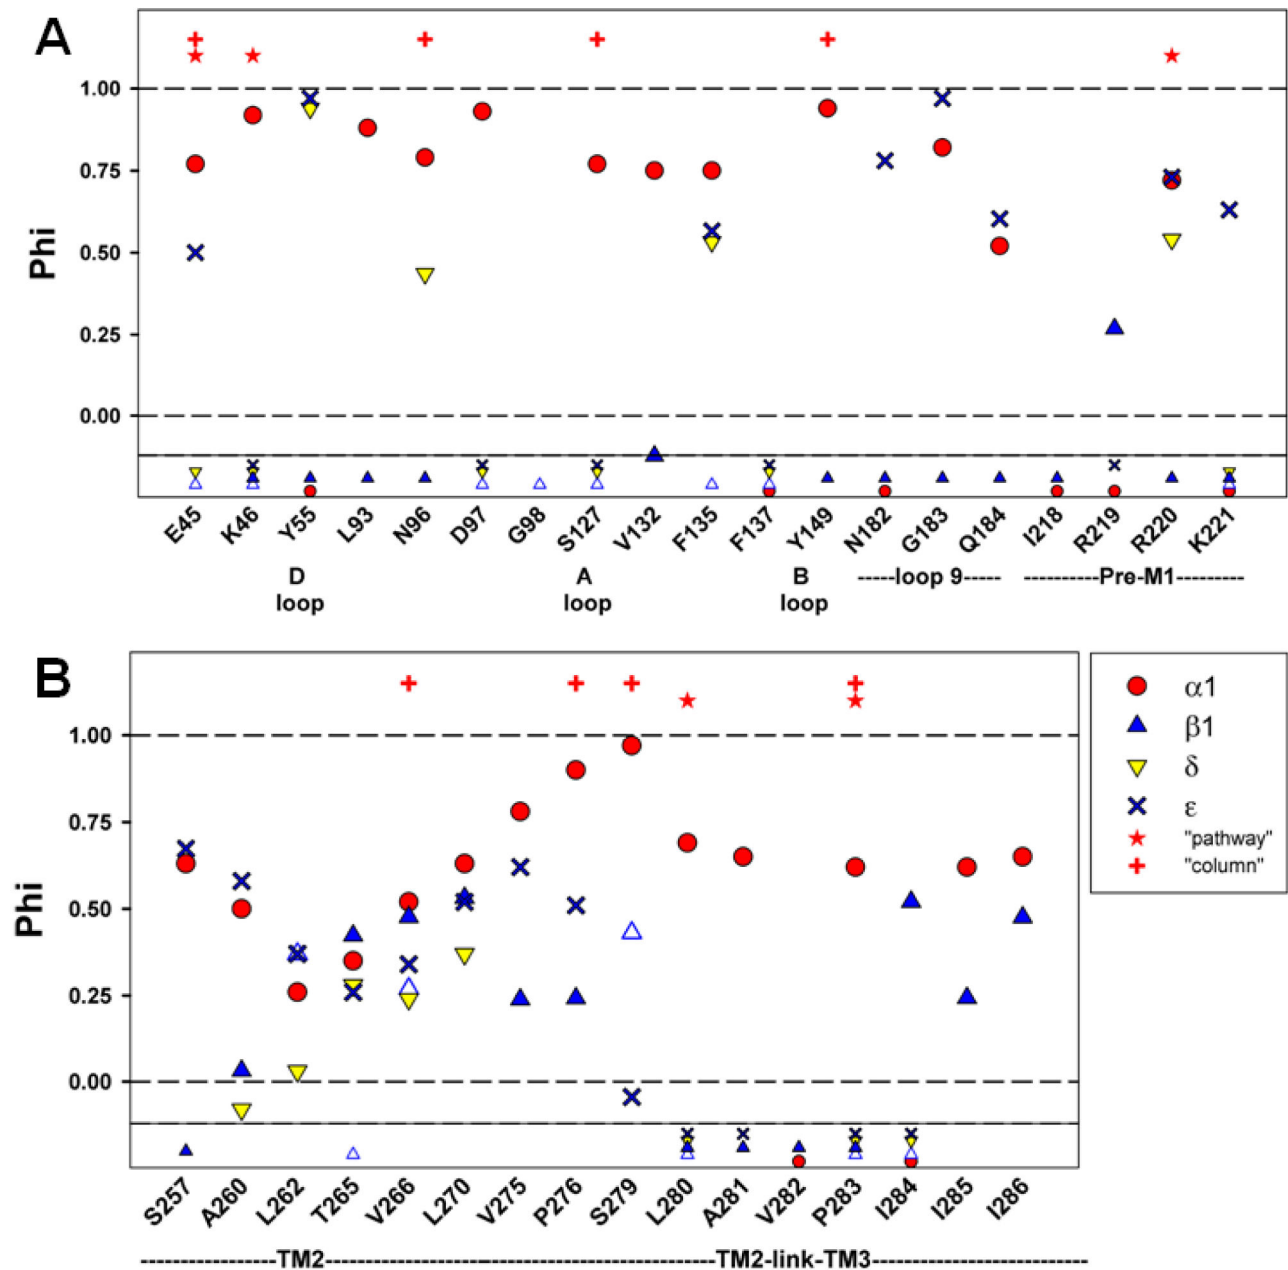 A
Phi
1.00
0.75
0.50
0.25
0.00
E45 K46 Y55 L93 N96 D97 G98 S127 V132 F135 F137 Y149 N182 G183 Q184 I218 R219 R220 K221
D loop
A loop
B loop
-----loop 9-----
----------Pre-M1---------
B
Phi
1.00
0.75
0.50
0.25
0.00
S257 A260 L262 T265 V266 L270 V275 P276 S279 L280 A281 V282 P283 I284 I285 I286
----------------TM2-------------------
------------------------TM2-link-TM3----------------------
α1
β1
δ
ε
"pathway"
"column"